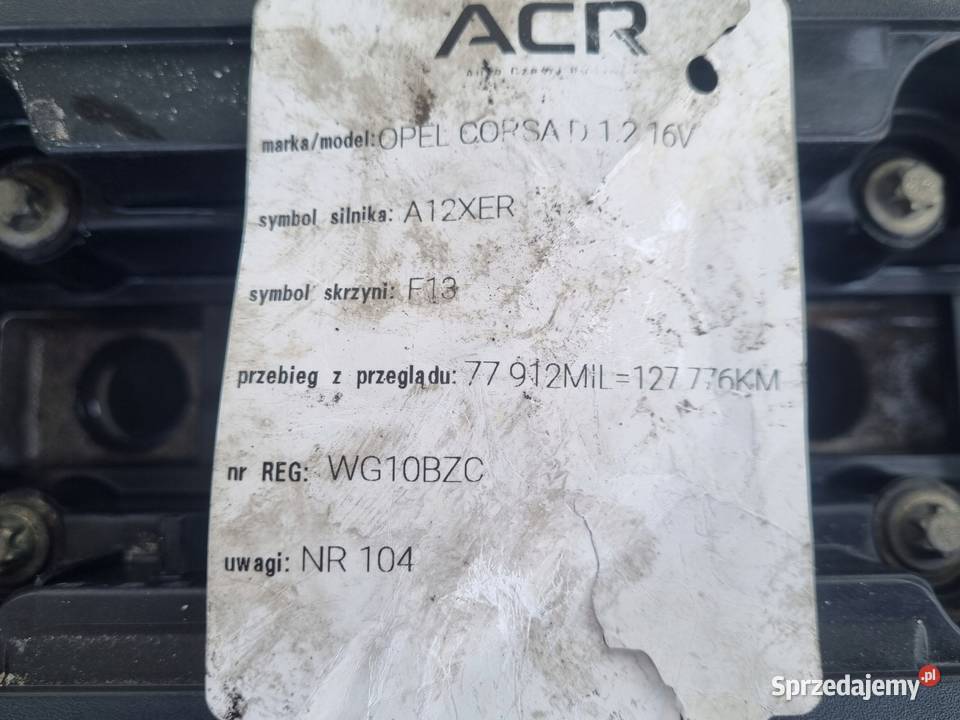 ACR
marka/model: OPEL CORSA D 1.2 16V
symbol silnika: A12XER
symbol skrzyni: F13
przebieg z przeglądu: 77 912MIL=127 776KM
nr REG: WG10BZC
uwagi: NR 104
Sprzedajemy.pl